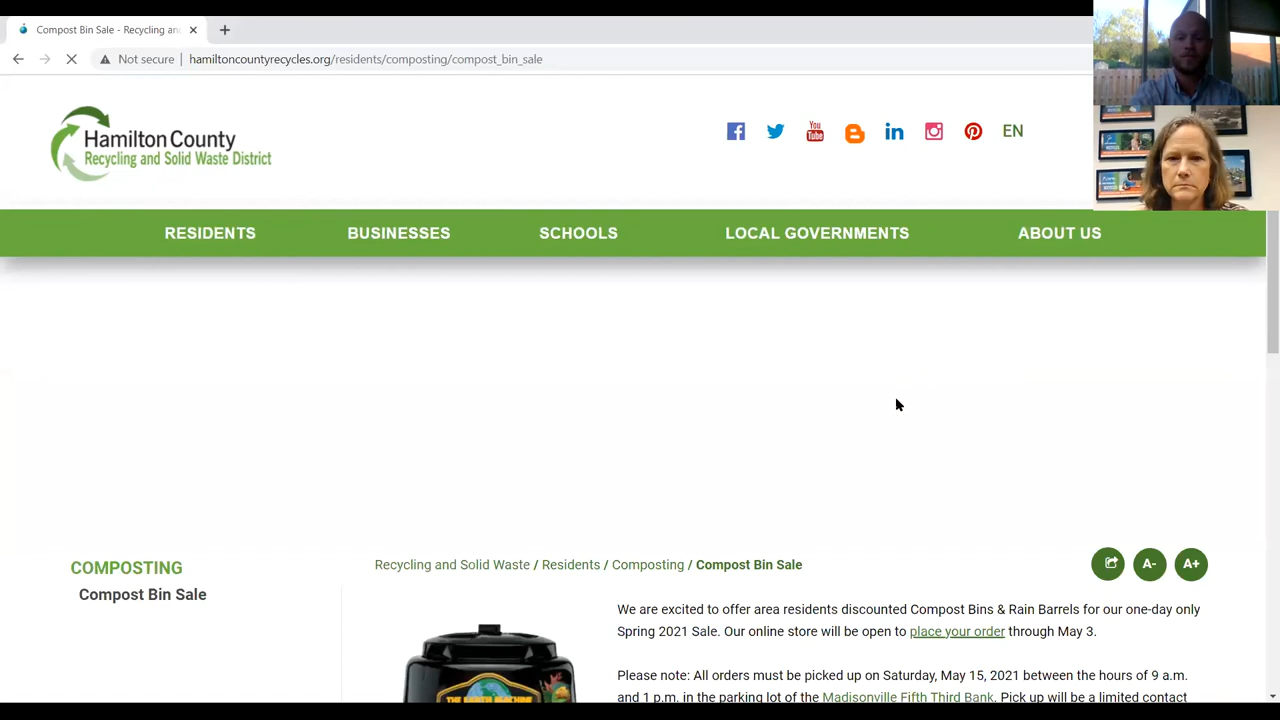 Compost Bin Sale - Recycling an
Not secure | hamiltoncountyrecycles.org/residents/composting/compost_bin_sale
Hamilton County
Recycling and Solid Waste District
You
Tube
EN
RESIDENTS BUSINESSES SCHOOLS LOCAL GOVERNMENTS ABOUT US
COMPOSTING
Compost Bin Sale
Recycling and Solid Waste / Residents / Composting / Compost Bin Sale
A- A+
We are excited to offer area residents discounted Compost Bins & Rain Barrels for our one-day only
Spring 2021 Sale. Our online store will be open to place your order through May 3.
Please note: All orders must be picked up on Saturday, May 15, 2021 between the hours of 9 a.m.
and 1 p.m. in the parking lot of the Madisonville Fifth Third Bank. Pick up will be a limited contact
THE EARTH MACHINE